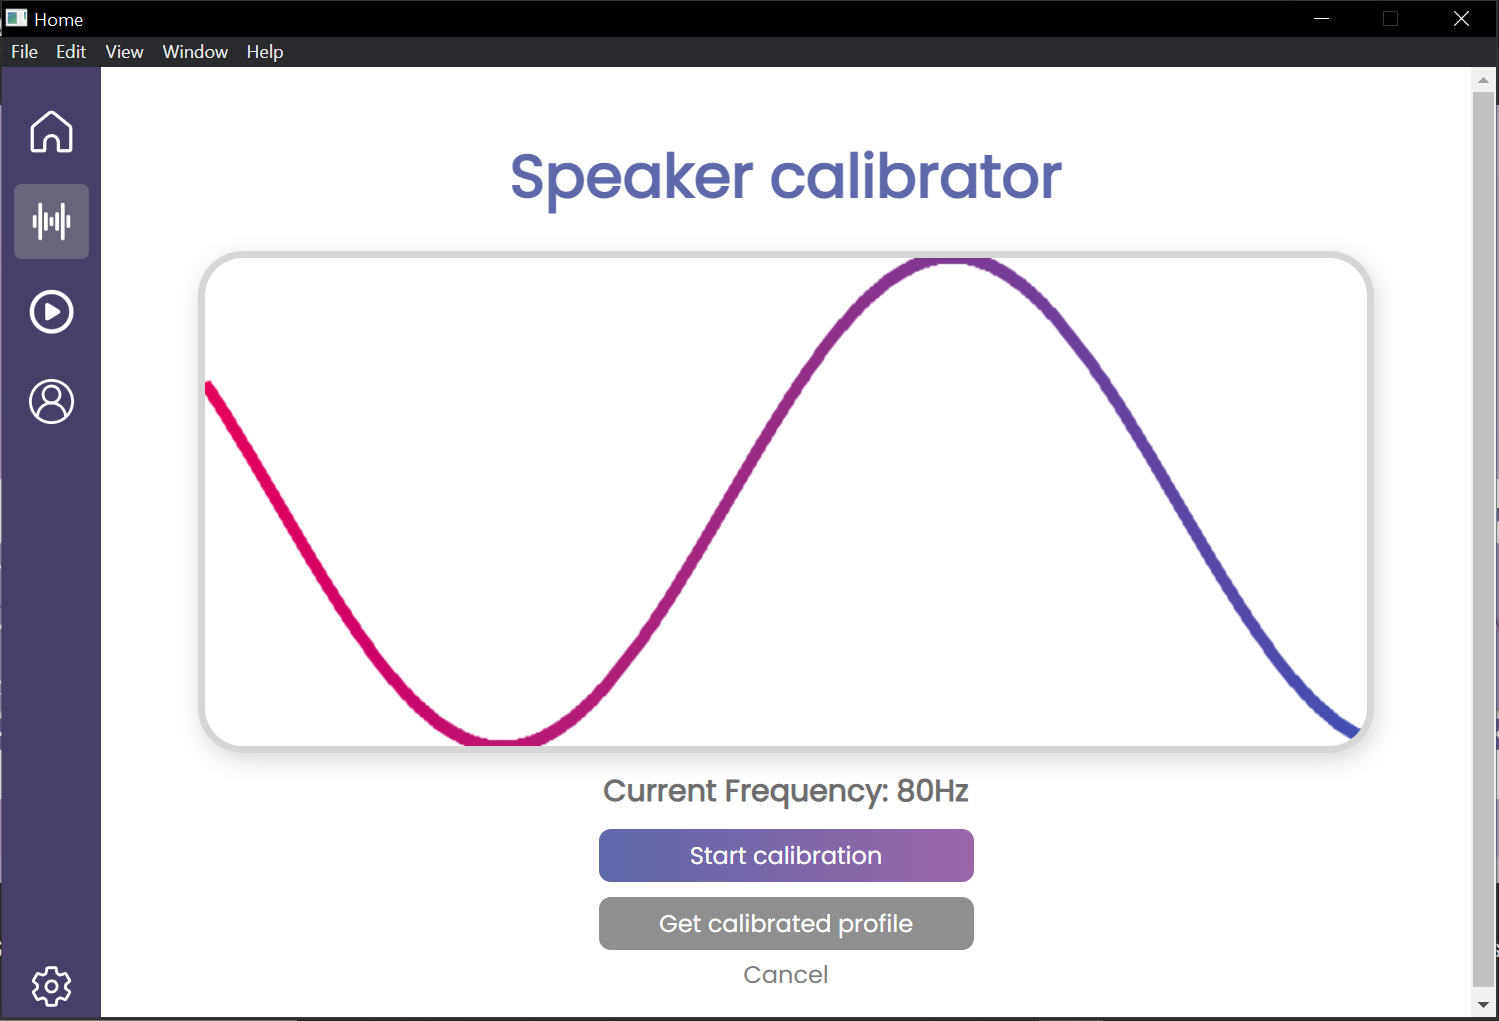 Home
File Edit View Window Help
Speaker calibrator
Current Frequency: 80Hz
Start calibration
Get calibrated profile
Cancel